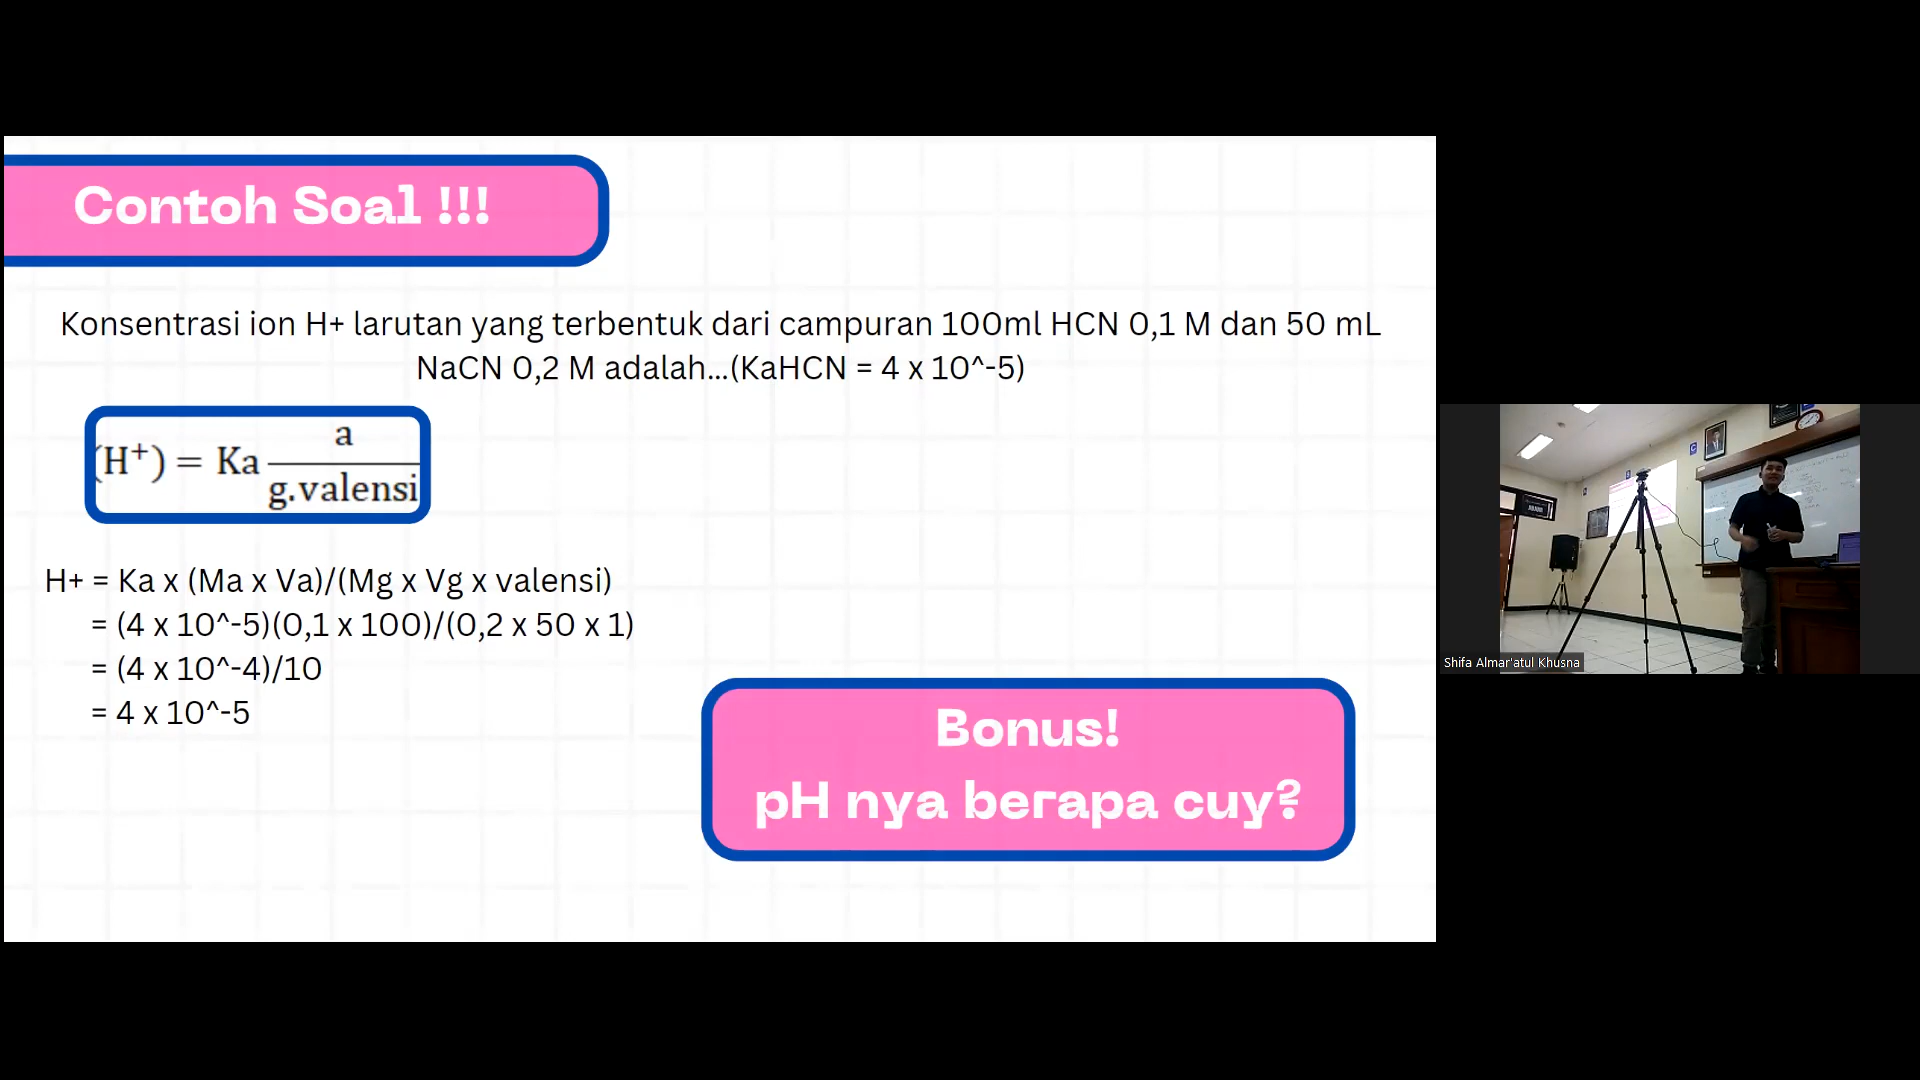 Contoh Soal !!!
Konsentrasi ion H+ larutan yang terbentuk dari campuran 100ml HCN 0,1 M dan 50 mL
NaCN 0,2 M adalah...(KaHCN = 4 x 10^-5)
(H⁺) = Ka a
g.valensi
H+ = Ka x (Ma x Va)/(Mg x Vg x valensi)
= (4 x 10^-5)(0,1 x 100)/(0,2 x 50 x 1)
= (4 x 10^-4)/10
= 4 x 10^-5
Bonus!
pH nya berapa cuy?
Shifa Almar'atul Khusna